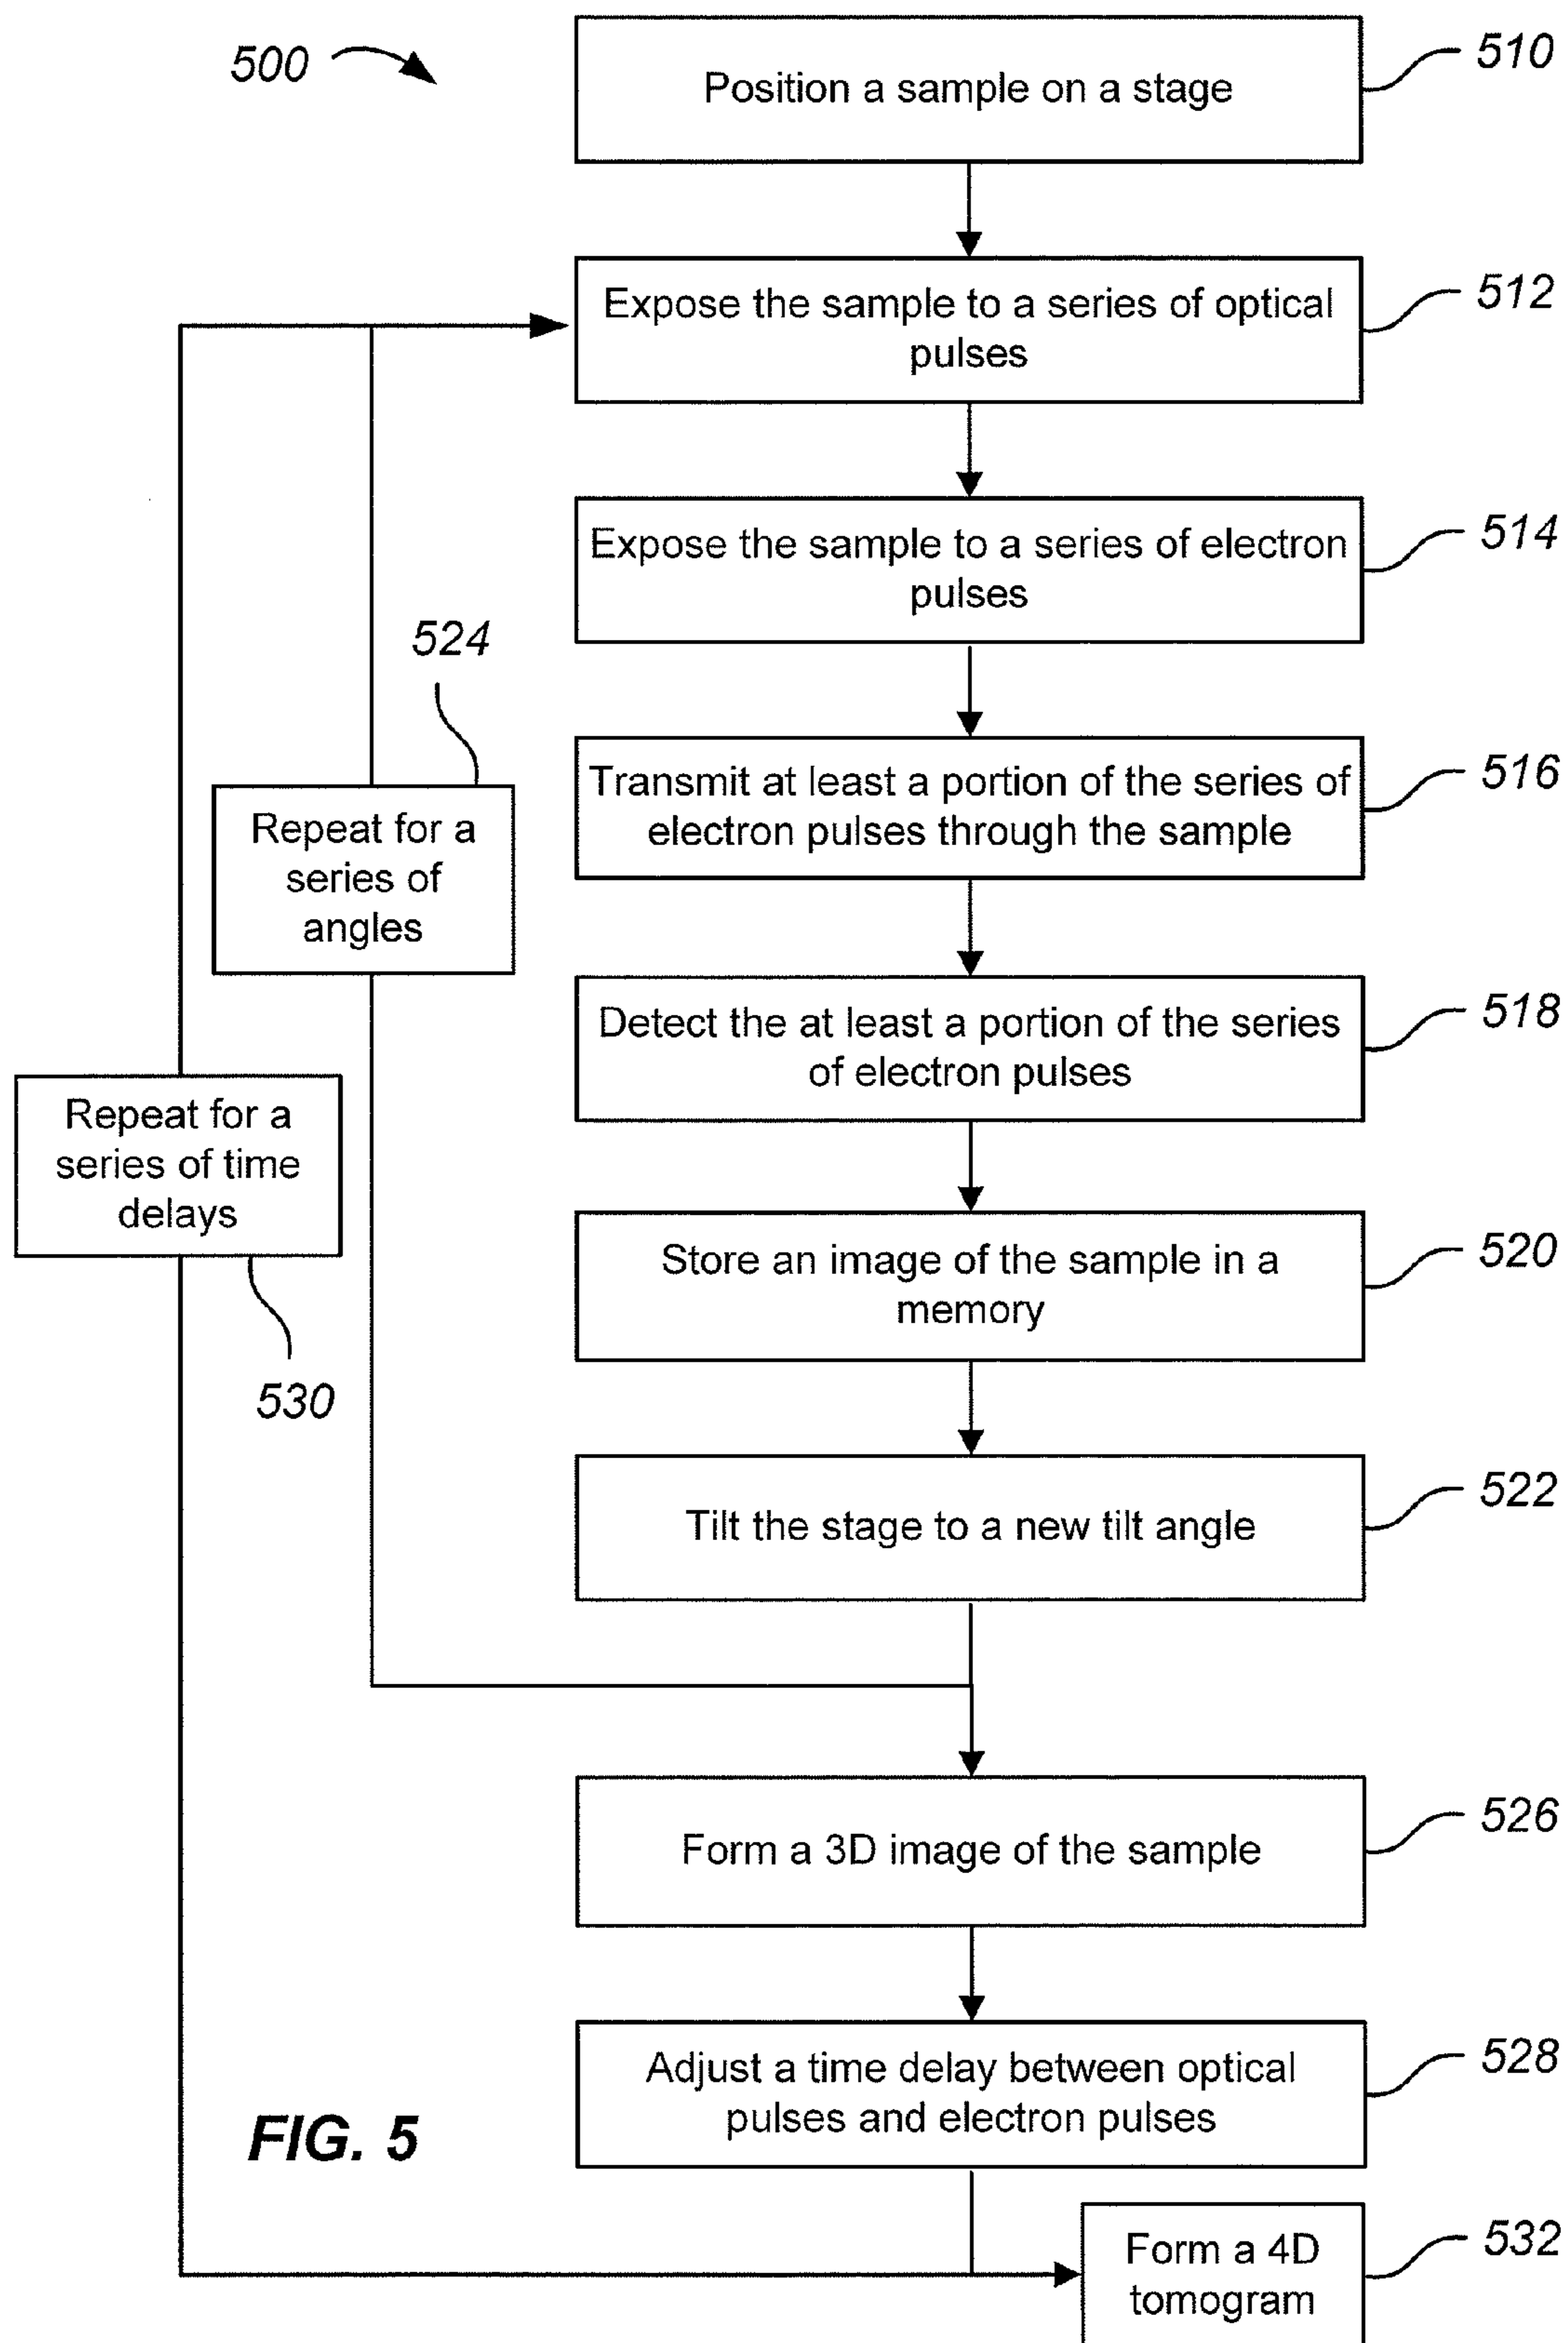 500
Position a sample on a stage
510
Expose the sample to a series of optical
pulses
512
Expose the sample to a series of electron
pulses
514
524
Transmit at least a portion of the series of
electron pulses through the sample
516
Repeat for a
series of
angles
Detect the at least a portion of the series
of electron pulses
518
Repeat for a
series of time
delays
530
Store an image of the sample in a
memory
520
Tilt the stage to a new tilt angle
522
Form a 3D image of the sample
526
Adjust a time delay between optical
pulses and electron pulses
528
FIG. 5
Form a 4D
tomogram
532